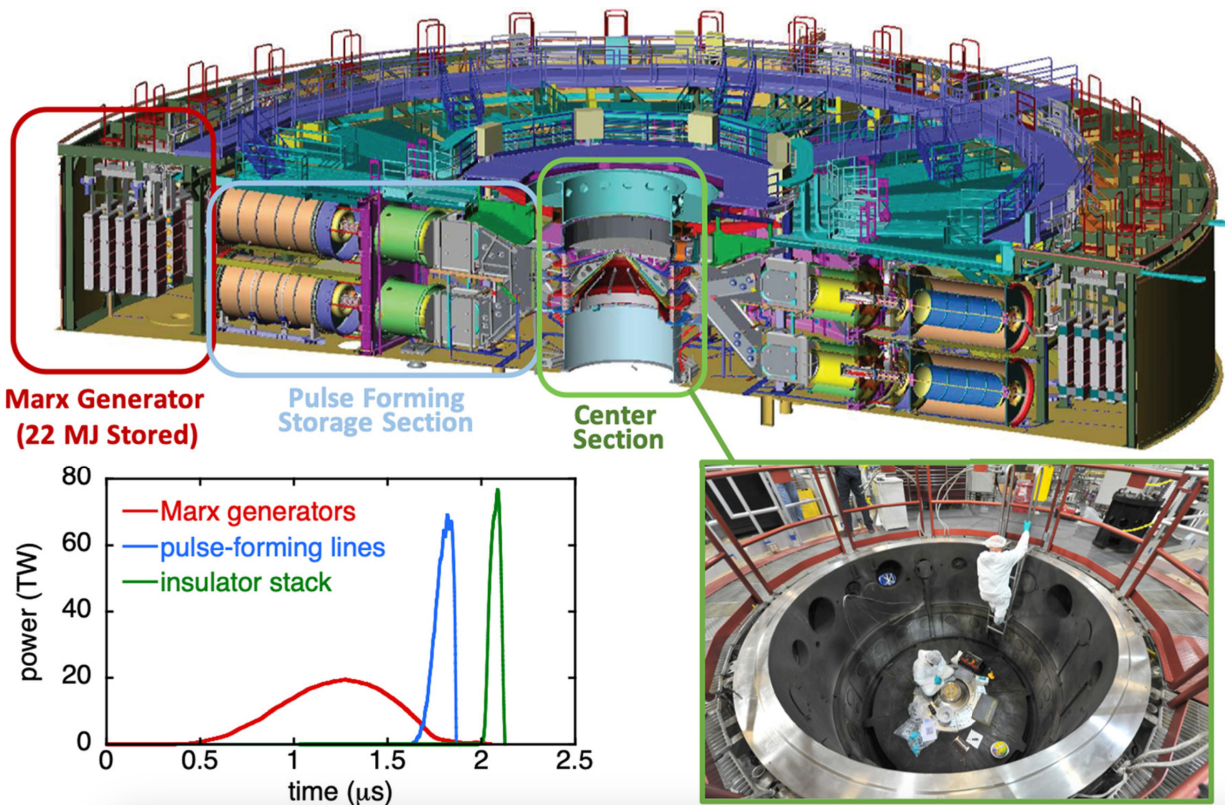 Marx Generator
(22 MJ Stored)
Pulse Forming
Storage Section
Center
Section
80
60
40
20
0
power (TW)
Marx generators
pulse-forming lines
insulator stack
0
0.5
1
1.5
2
2.5
time (μs)